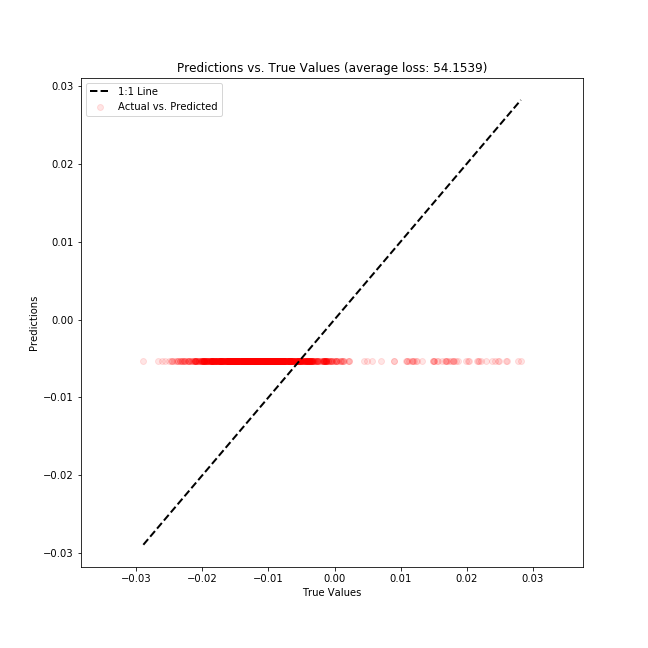 Predictions vs. True Values (average loss: 54.1539)
1:1 Line
Actual vs. Predicted
0.03
0.02
0.01
0.00
−0.01
−0.02
−0.03
Predictions
−0.03 −0.02 −0.01 0.00 0.01 0.02 0.03
True Values